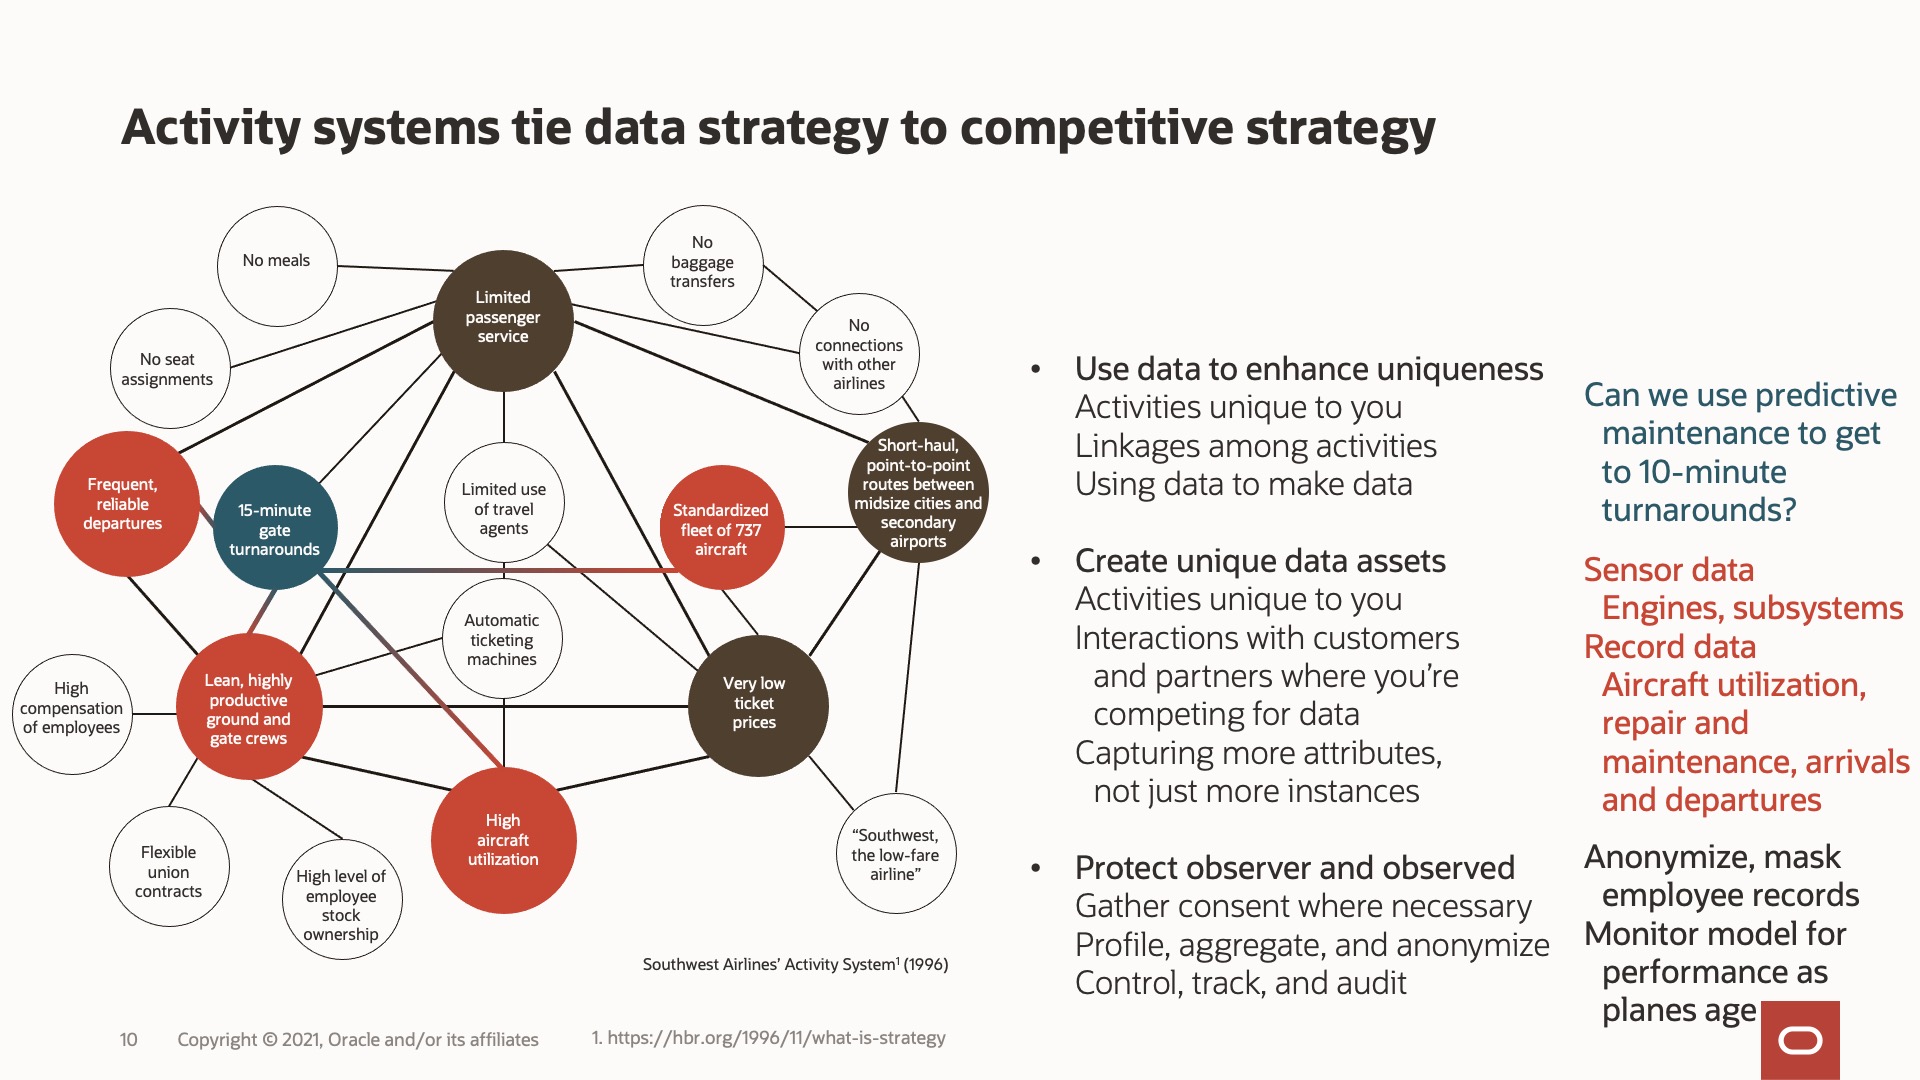 Activity systems tie data strategy to competitive strategy
No meals
No
baggage
transfers
Limited
passenger
service
No
connections
with other
airlines
No seat
assignments
Short-haul,
point-to-point
routes between
midsize cities and
secondary
airports
Frequent,
reliable
departures
15-minute
gate
turnarounds
Limited use
of travel
agents
Standardized
fleet of 737
aircraft
Automatic
ticketing
machines
High
compensation
of employees
Lean, highly
productive
ground and
gate crews
Very low
ticket
prices
High
aircraft
utilization
Flexible
union
contracts
High level of
employee
stock
ownership
“Southwest,
the low-fare
airline”
Southwest Airlines’ Activity System¹ (1996)
• Use data to enhance uniqueness
Activities unique to you
Linkages among activities
Using data to make data
• Create unique data assets
Activities unique to you
Interactions with customers
and partners where you’re
competing for data
Capturing more attributes,
not just more instances
• Protect observer and observed
Gather consent where necessary
Profile, aggregate, and anonymize
Control, track, and audit
Can we use predictive
maintenance to get
to 10-minute
turnarounds?
Sensor data
Engines, subsystems
Record data
Aircraft utilization,
repair and
maintenance, arrivals
and departures
Anonymize, mask
employee records
Monitor model for
performance as
planes age
10 Copyright © 2021, Oracle and/or its affiliates
1. https://hbr.org/1996/11/what-is-strategy